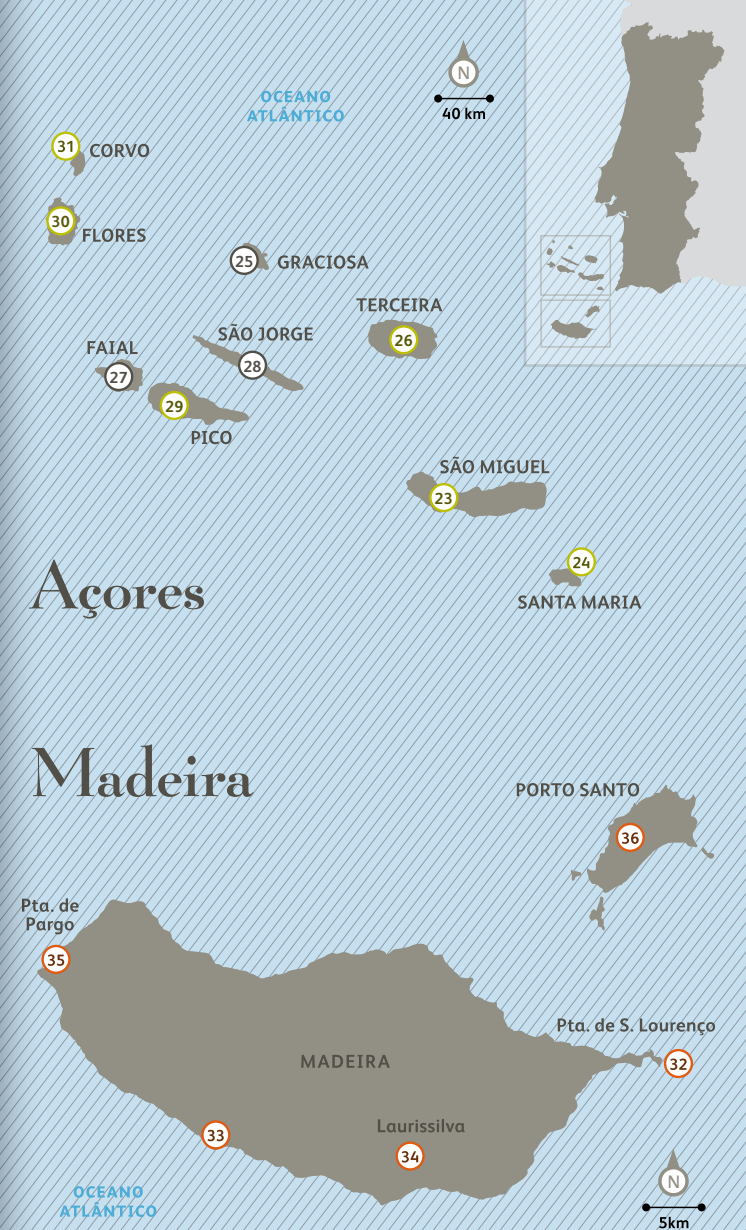 N
40 km
OCEANO
ATLÂNTICO
31
CORVO
30
FLORES
25
GRACIOSA
TERCEIRA
26
SÃO JORGE
28
FAIAL
27
29
PICO
SÃO MIGUEL
23
24
SANTA MARIA
Açores
Madeira
PORTO SANTO
36
Pta. de
Pargo
35
Pta. de S. Lourenço
32
MADEIRA
Laurissilva
34
33
OCEANO
ATLÂNTICO
N
5km